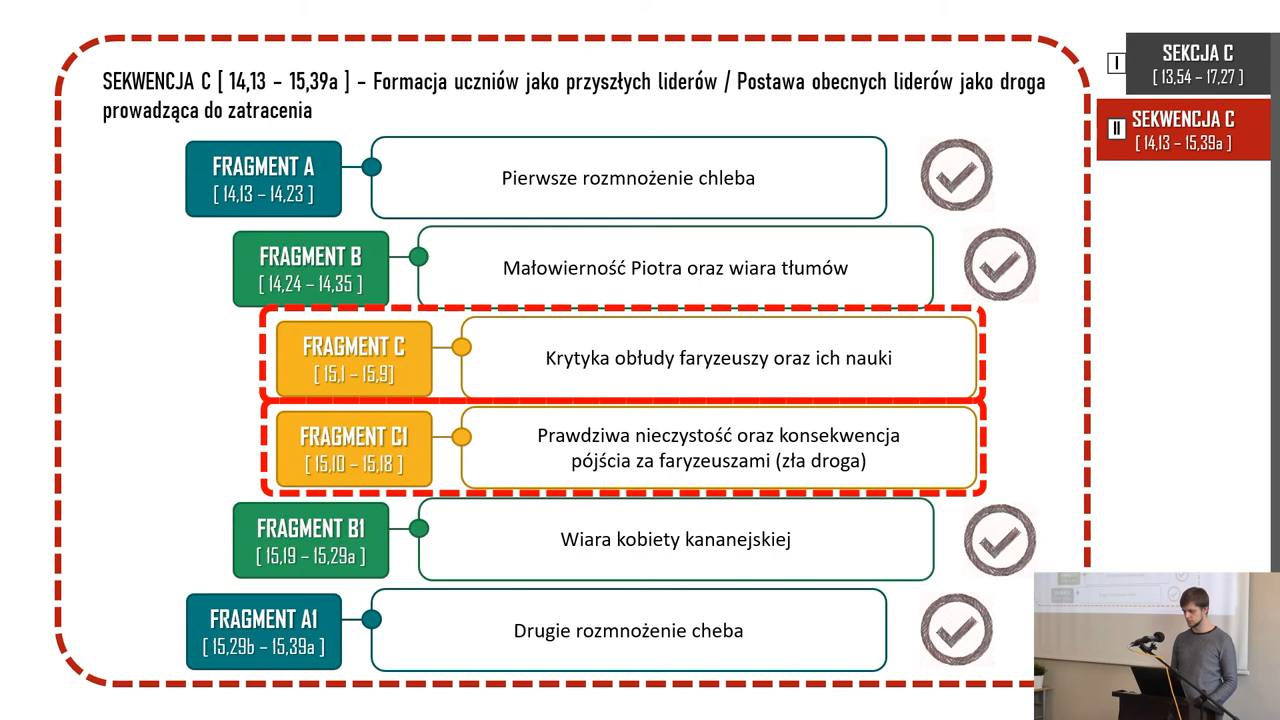 SEKWENCJA C [ 14,13 – 15,39a ] – Formacja uczniów jako przyszłych liderów / Postawa obecnych liderów jako droga
prowadząca do zatracenia
I
SEKCJA C
[ 13,54 – 17,27 ]
II
SEKWENCJA C
[ 14,13 – 15,39a ]
FRAGMENT A
[ 14,13 – 14,23 ]
Pierwsze rozmnożenie chleba
FRAGMENT B
[ 14,24 – 14,35 ]
Małowierność Piotra oraz wiara tłumów
FRAGMENT C
[ 15,1 – 15,9]
Krytyka obłudy faryzeuszy oraz ich nauki
FRAGMENT C1
[ 15,10 – 15,18 ]
Prawdziwa nieczystość oraz konsekwencja
pójścia za faryzeuszami (zła droga)
FRAGMENT B1
[ 15,19 – 15,29a ]
Wiara kobiety kananejskiej
FRAGMENT A1
[ 15,29b – 15,39a ]
Drugie rozmnożenie cheba